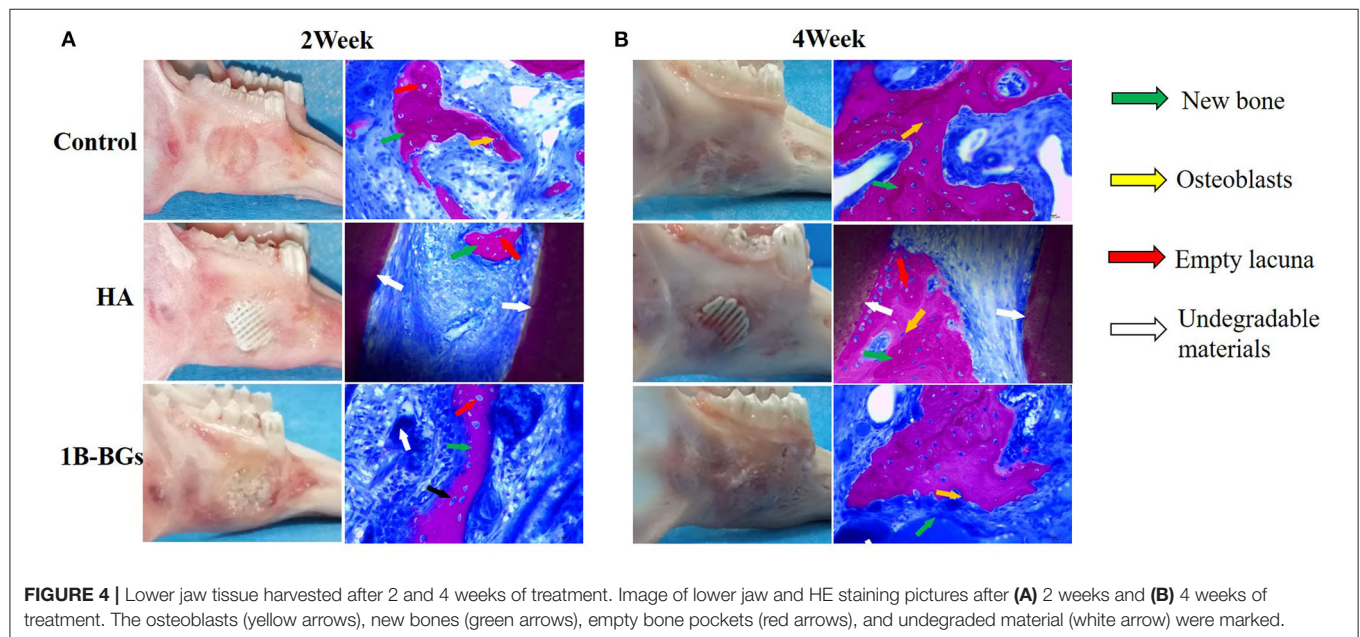 A
2Week
B
4Week
Control
HA
1B-BGs
New bone
Osteoblasts
Empty lacuna
Undegradable
materials
FIGURE 4 | Lower jaw tissue harvested after 2 and 4 weeks of treatment. Image of lower jaw and HE staining pictures after (A) 2 weeks and (B) 4 weeks of
treatment. The osteoblasts (yellow arrows), new bones (green arrows), empty bone pockets (red arrows), and undegraded material (white arrow) were marked.